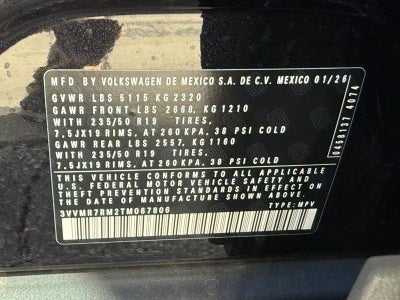 MFD BY VOLKSWAGEN DE MEXICO S.A. DE C.V. MEXICO 01/26
GVWR LBS 5115 KG 2320
GAWR FRONT LBS 2668, KG 1210
WITH 235/50 R19 TIRES,
7.5JX19 RIMS, AT 260 KPA, 38 PSI COLD
GAWR REAR LBS 2557, KG 1160
WITH 235/50 R19 TIRES,
7.5JX19 RIMS, AT 260 KPA, 38 PSI COLD
THIS VEHICLE CONFORMS TO ALL APPLICABLE
U.S. FEDERAL MOTOR VEHICLE SAFETY AND THEFT
PREVENTION STANDARDS IN EFFECT ON THE
DATE OF MANUFACTURE SHOWN ABOVE
3VVMR7RM2TM067806 TYPE: MPV
0458137 4074